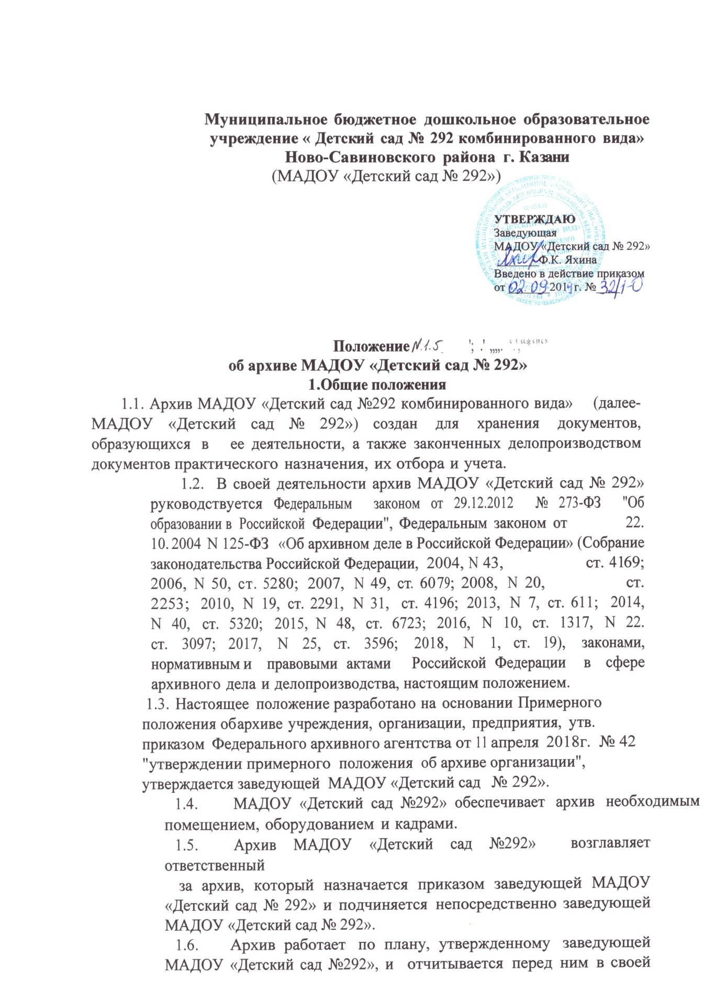 Муниципальное бюджетное дошкольное образовательное
учреждение « Детский сад № 292 комбинированного вида»
Ново-Савиновского района г. Казани
(МАДОУ «Детский сад № 292»)
УТВЕРЖДАЮ
Заведующая
МАДОУ «Детский сад № 292»
Ф.К. Яхина
Введено в действие приказом
от 02.09 2019 г. № 32/1-О
Положение N.1.5.
об архиве МАДОУ «Детский сад № 292»
1.Общие положения
1.1. Архив МАДОУ «Детский сад №292 комбинированного вида» (далее-
МАДОУ «Детский сад № 292») создан для хранения документов,
образующихся в ее деятельности, а также законченных делопроизводством
документов практического назначения, их отбора и учета.
1.2. В своей деятельности архив МАДОУ «Детский сад № 292»
руководствуется Федеральным законом от 29.12.2012 № 273-ФЗ "Об
образовании в Российской Федерации", Федеральным законом от 22.
10. 2004 N 125-ФЗ «Об архивном деле в Российской Федерации» (Собрание
законодательства Российской Федерации, 2004, N 43, ст. 4169;
2006, N 50, ст. 5280; 2007, N 49, ст. 6079; 2008, N 20, ст.
2253; 2010, N 19, ст. 2291, N 31, ст. 4196; 2013, N 7, ст. 611; 2014,
N 40, ст. 5320; 2015, N 48, ст. 6723; 2016, N 10, ст. 1317, N 22.
ст. 3097; 2017, N 25, ст. 3596; 2018, N 1, ст. 19), законами,
нормативным и правовыми актами Российской Федерации в сфере
архивного дела и делопроизводства, настоящим положением.
1.3. Настоящее положение разработано на основании Примерного
положения обархиве учреждения, организации, предприятия, утв.
приказом Федерального архивного агентства от 11 апреля 2018г. № 42
"утверждении примерного положения об архиве организации",
утверждается заведующей МАДОУ «Детский сад № 292».
1.4. МАДОУ «Детский сад №292» обеспечивает архив необходимым
помещением, оборудованием и кадрами.
1.5. Архив МАДОУ «Детский сад №292» возглавляет
ответственный
за архив, который назначается приказом заведующей МАДОУ
«Детский сад № 292» и подчиняется непосредственно заведующей
МАДОУ «Детский сад № 292».
1.6. Архив работает по плану, утвержденному заведующей
МАДОУ «Детский сад №292», и отчитывается перед ним в своей